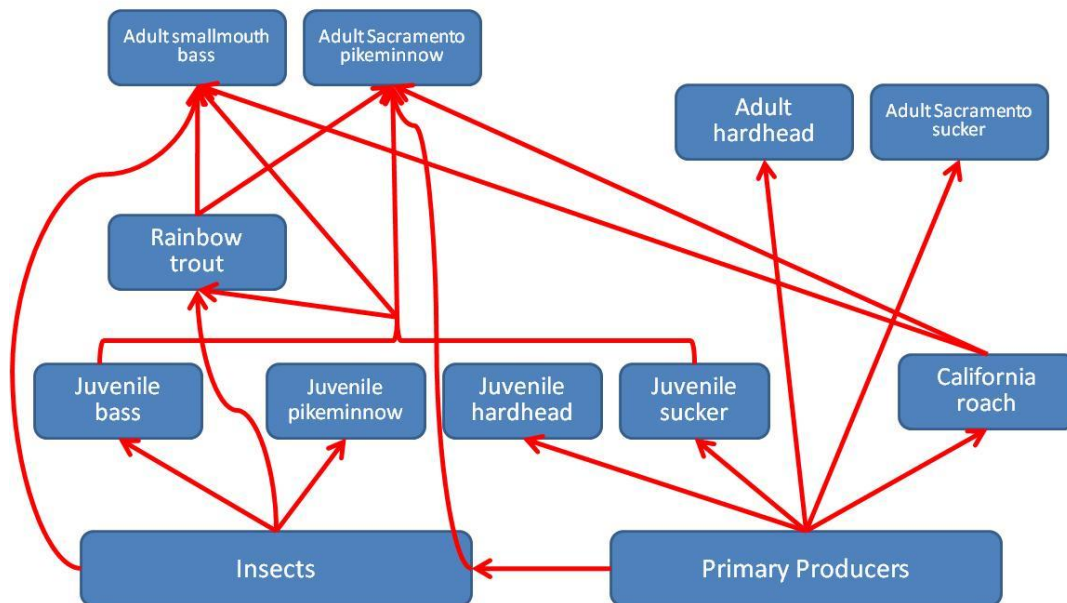 Adult smallmouth
bass
Adult Sacramento
pikeminnow
Adult
hardhead
Adult Sacramento
sucker
Rainbow
trout
Juvenile
bass
Juvenile
pikeminnow
Juvenile
hardhead
Juvenile
sucker
California
roach
Insects
Primary Producers